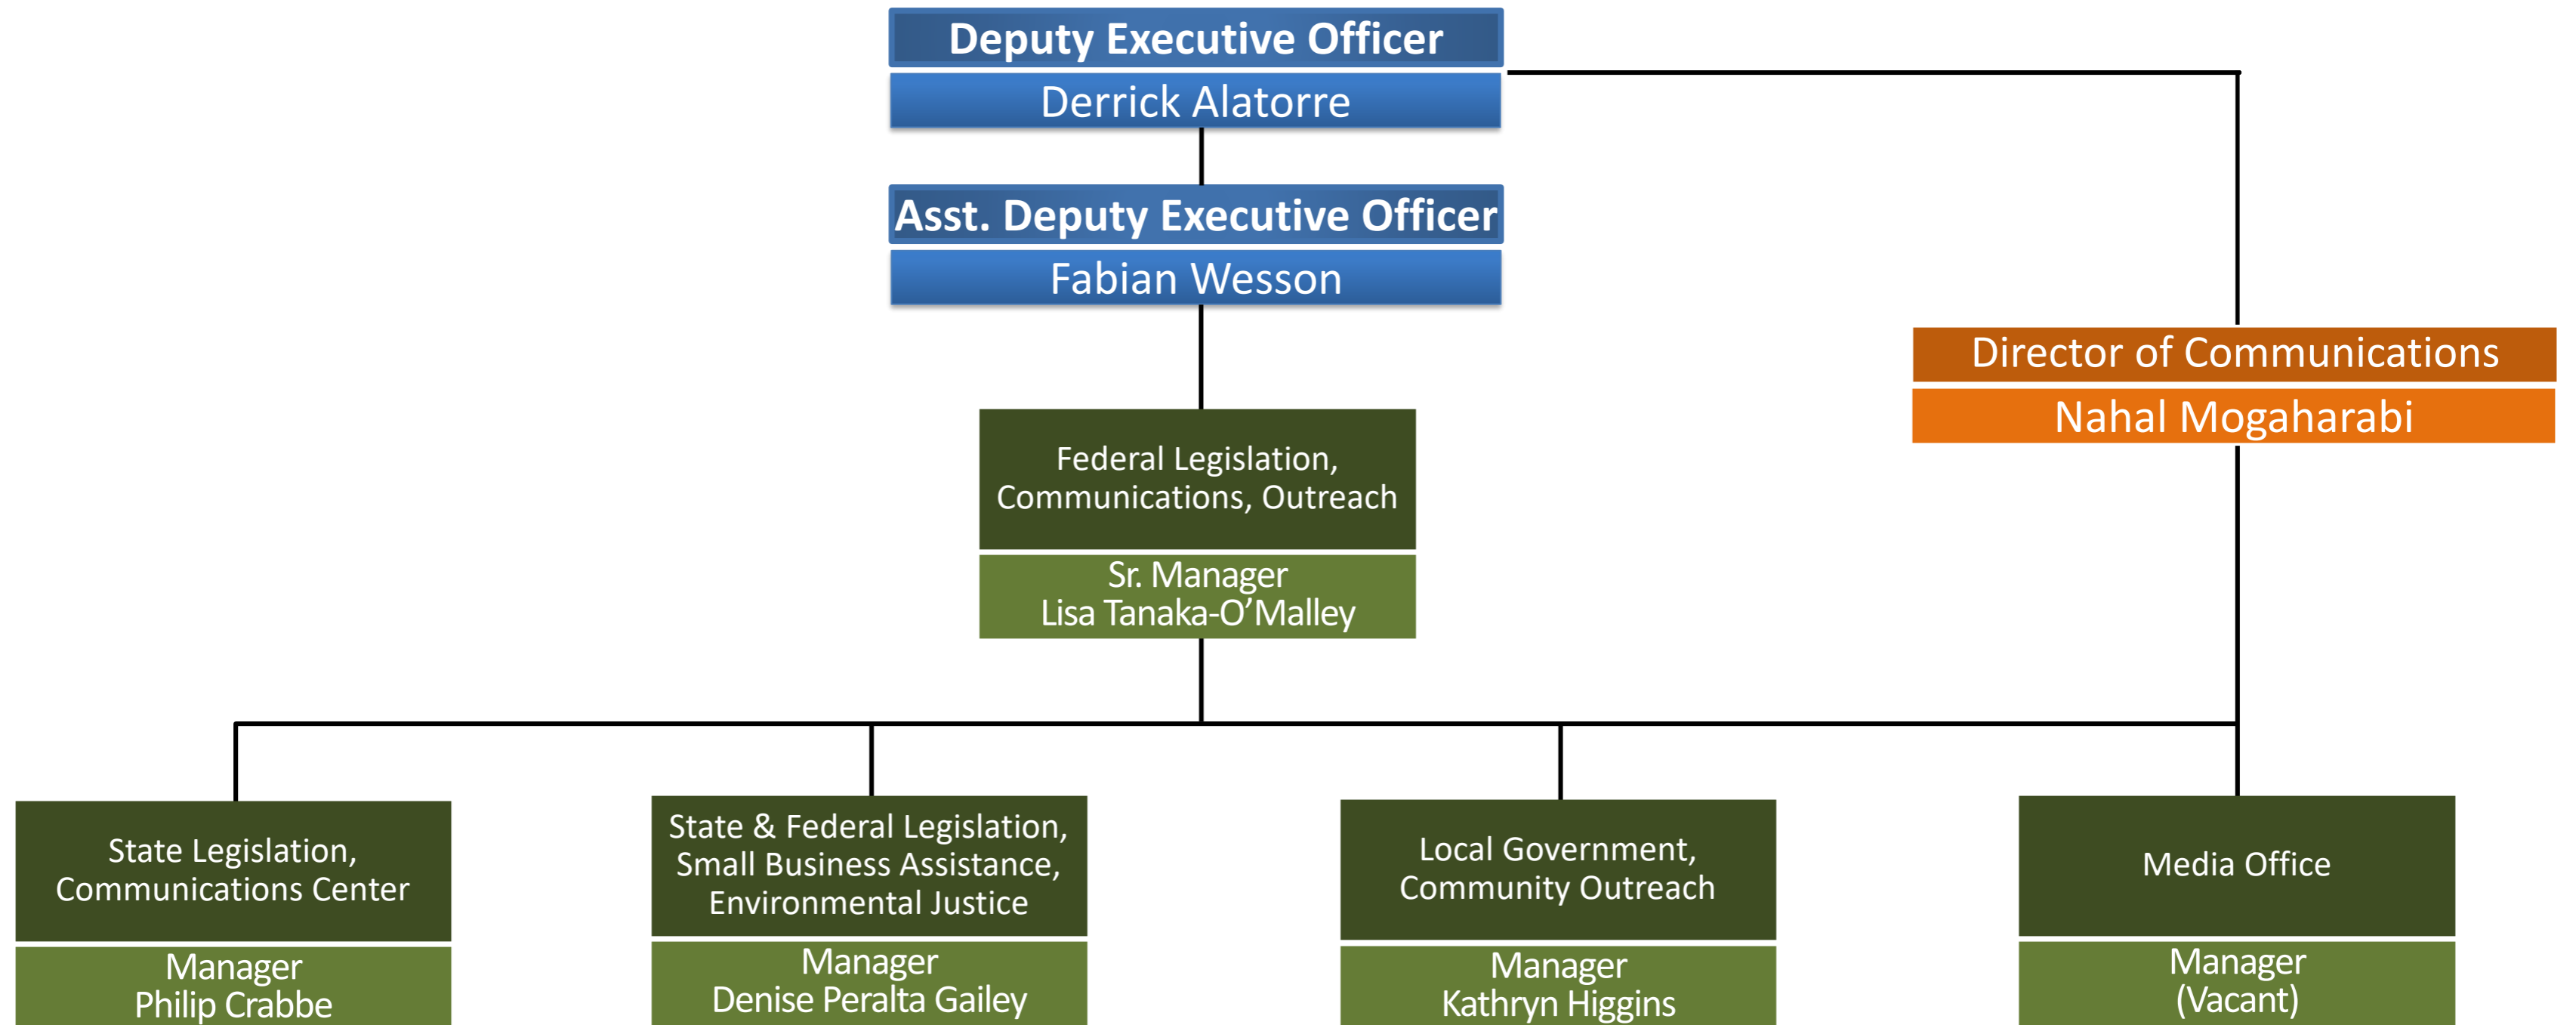 Deputy Executive Officer
Derrick Alatorre
Asst. Deputy Executive Officer
Fabian Wesson
Director of Communications
Nahal Mogaharabi
Federal Legislation,
Communications, Outreach
Sr. Manager
Lisa Tanaka-O’Malley
State Legislation,
Communications Center
Manager
Philip Crabbe
State & Federal Legislation,
Small Business Assistance,
Environmental Justice
Manager
Denise Peralta Gailey
Local Government,
Community Outreach
Manager
Kathryn Higgins
Media Office
Manager
(Vacant)